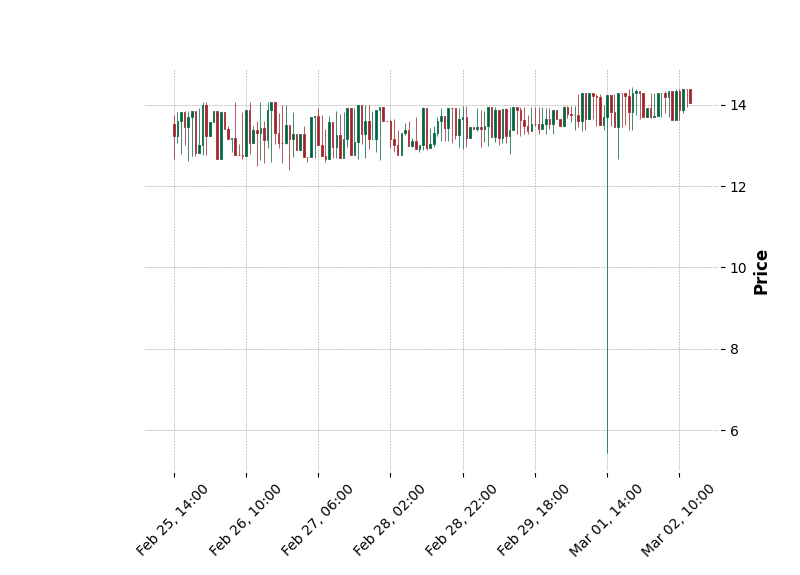 14
12
10
8
6
Price
Feb 25, 14:00
Feb 26, 10:00
Feb 27, 06:00
Feb 28, 02:00
Feb 28, 22:00
Feb 29, 18:00
Mar 01, 14:00
Mar 02, 10:00